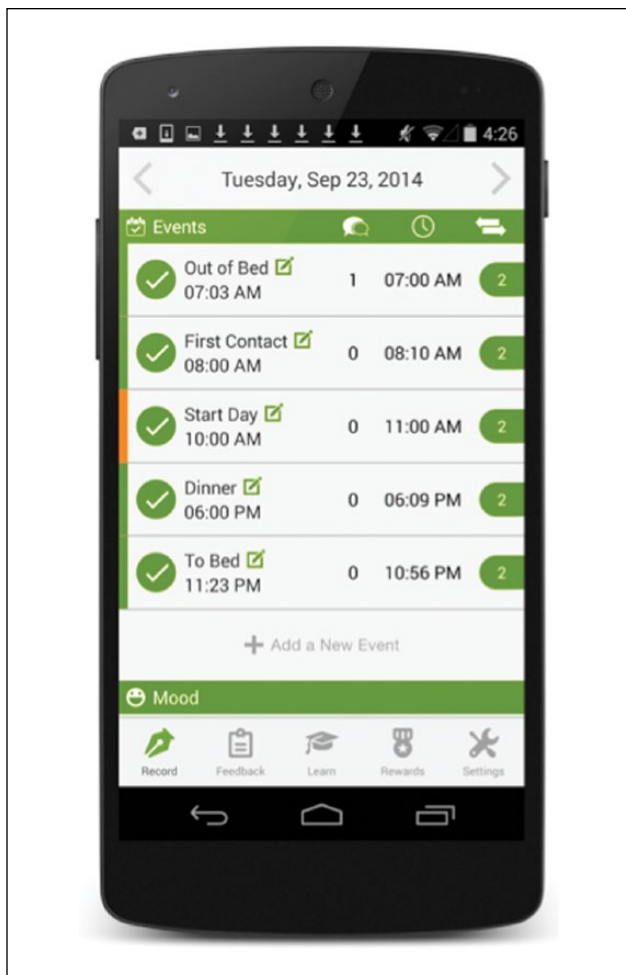 4:26
Tuesday, Sep 23, 2014
Events
Out of Bed
07:03 AM
1
07:00 AM
2
First Contact
08:00 AM
0
08:10 AM
2
Start Day
10:00 AM
0
11:00 AM
2
Dinner
06:00 PM
0
06:09 PM
2
To Bed
11:23 PM
0
10:56 PM
2
Add a New Event
Mood
Record
Feedback
Learn
Rewards
Settings